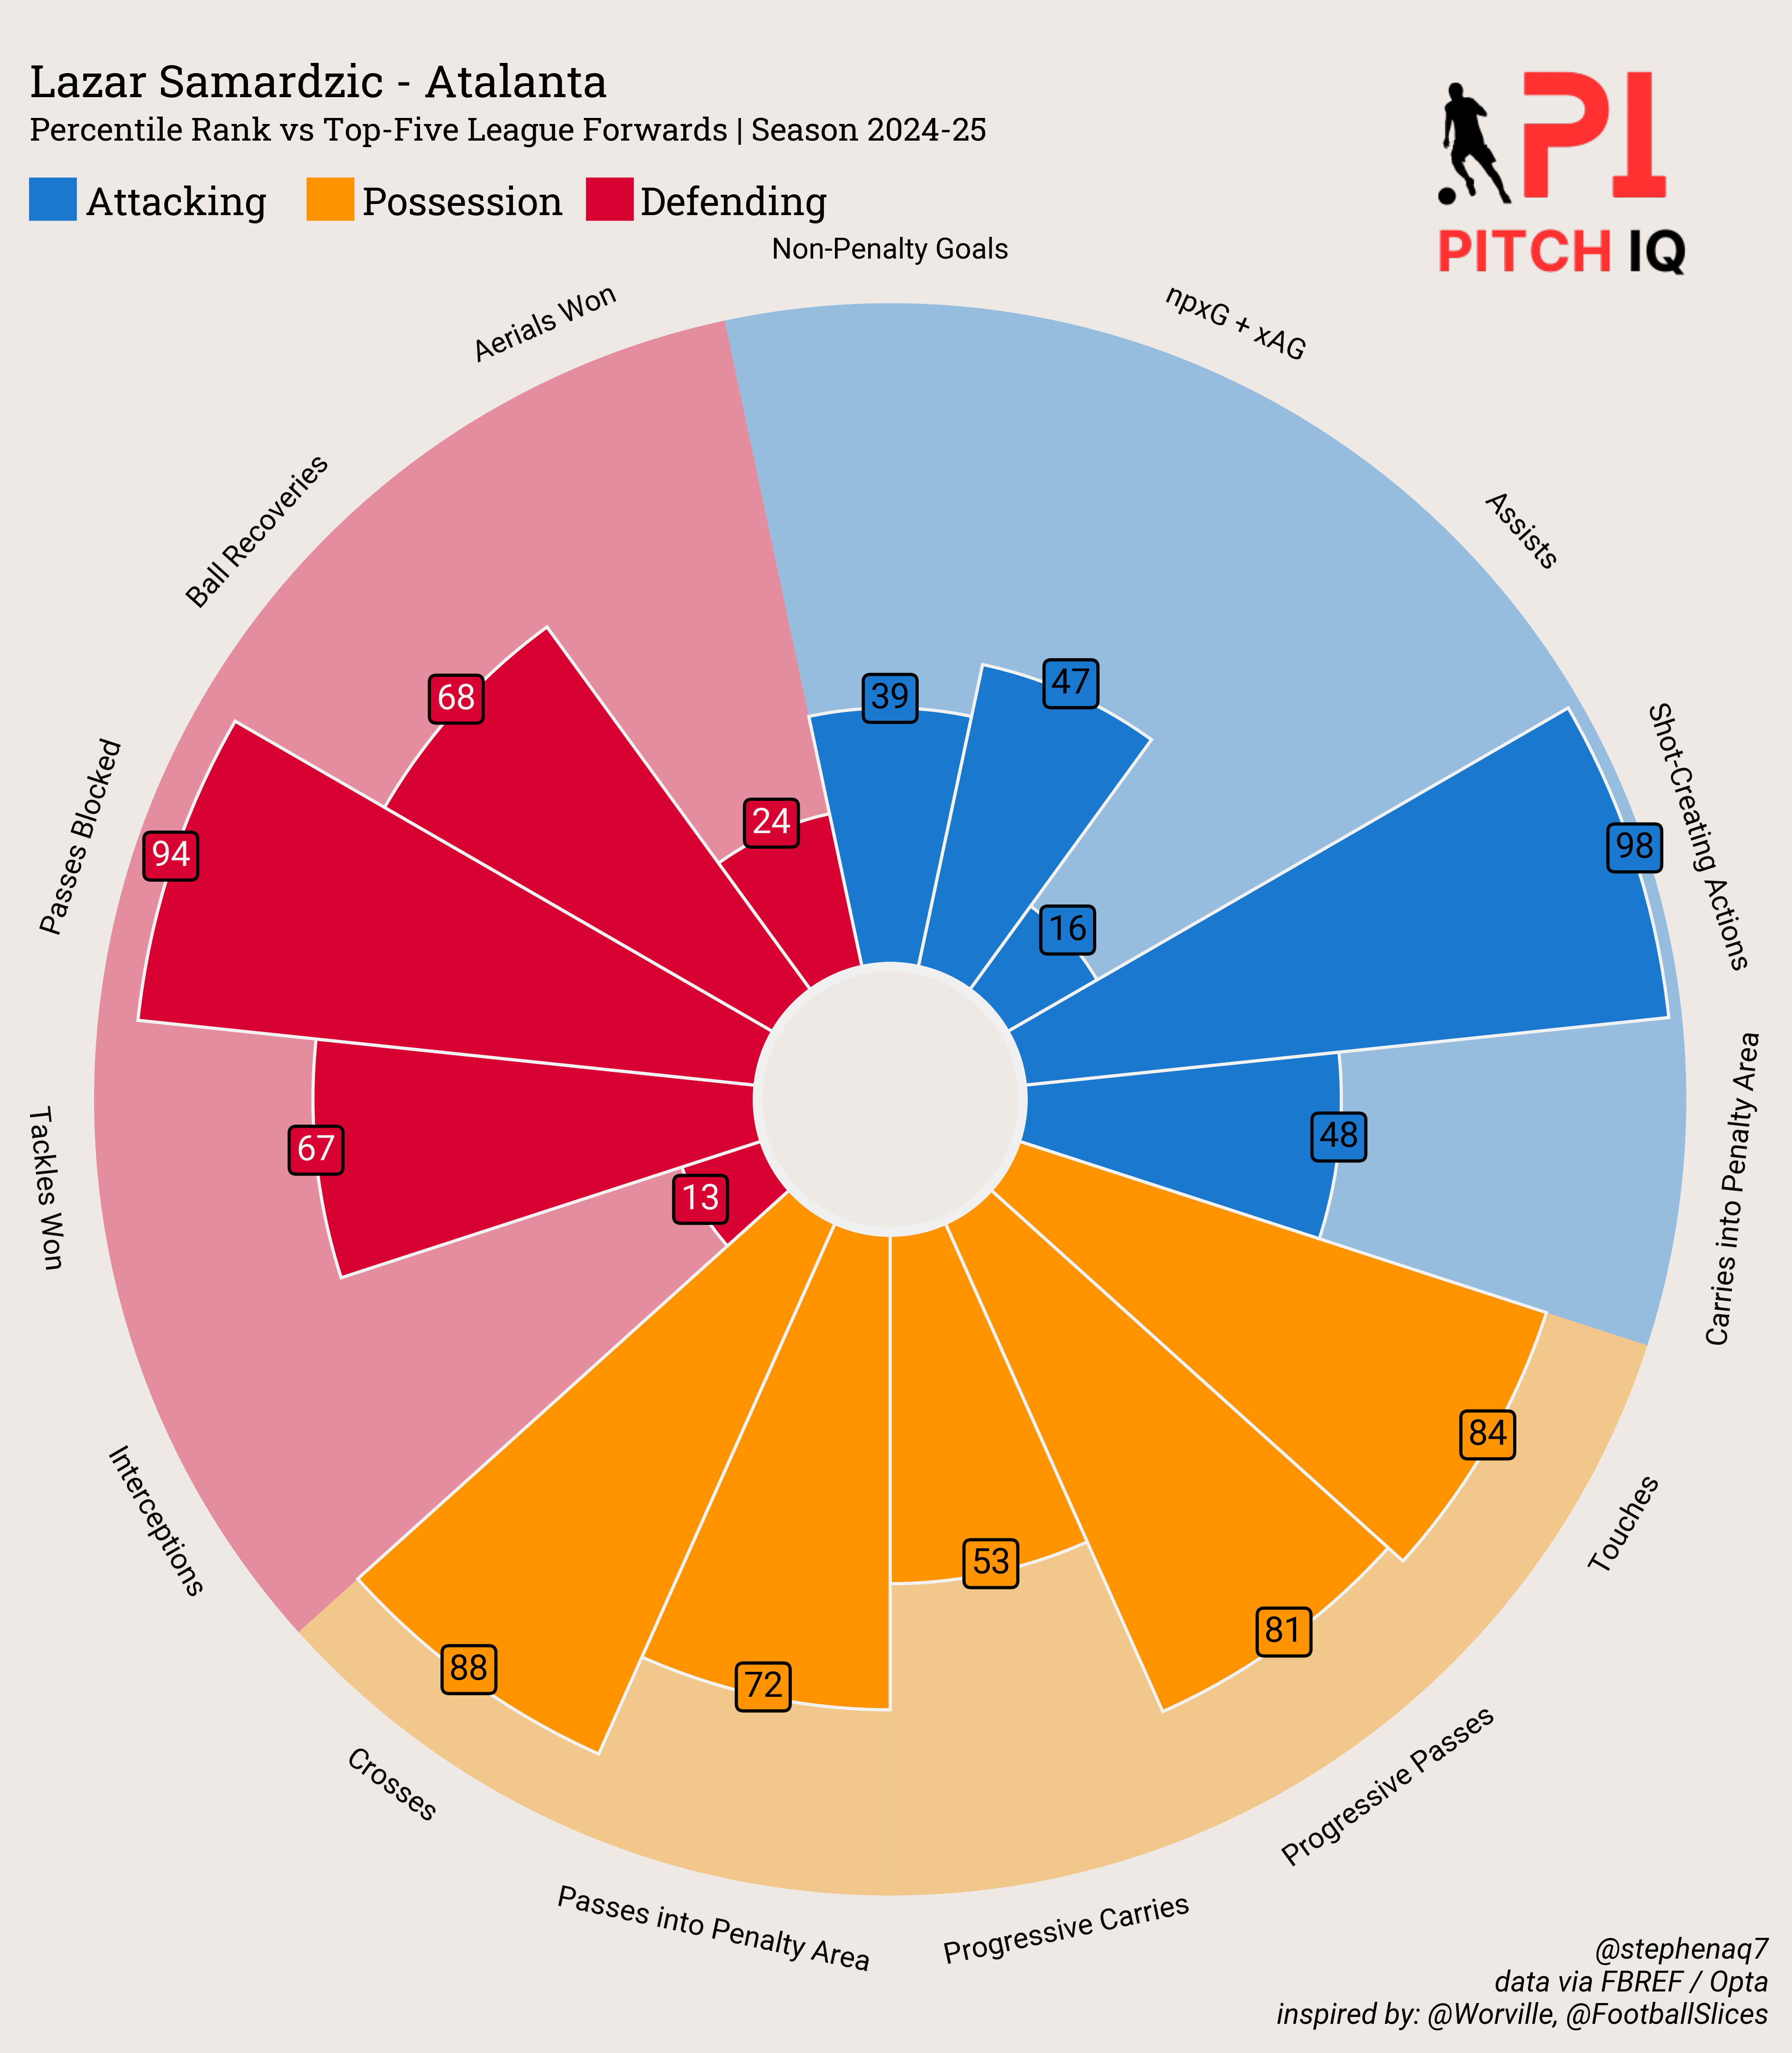 Lazar Samardzic - Atalanta
Percentile Rank vs Top-Five League Forwards | Season 2024-25
Attacking
Possession
Defending
PI
PITCH IQ
Non-Penalty Goals
39
npxG + xAG
47
Assists
16
Shot-Creating Actions
98
Carries into Penalty Area
48
Touches
84
Progressive Passes
81
Progressive Carries
53
Passes into Penalty Area
72
Crosses
88
Interceptions
13
Tackles Won
67
Passes Blocked
94
Ball Recoveries
68
Aerials Won
24
@stephenaq7
data via FBREF / Opta
inspired by: @Worville, @FootballSlices